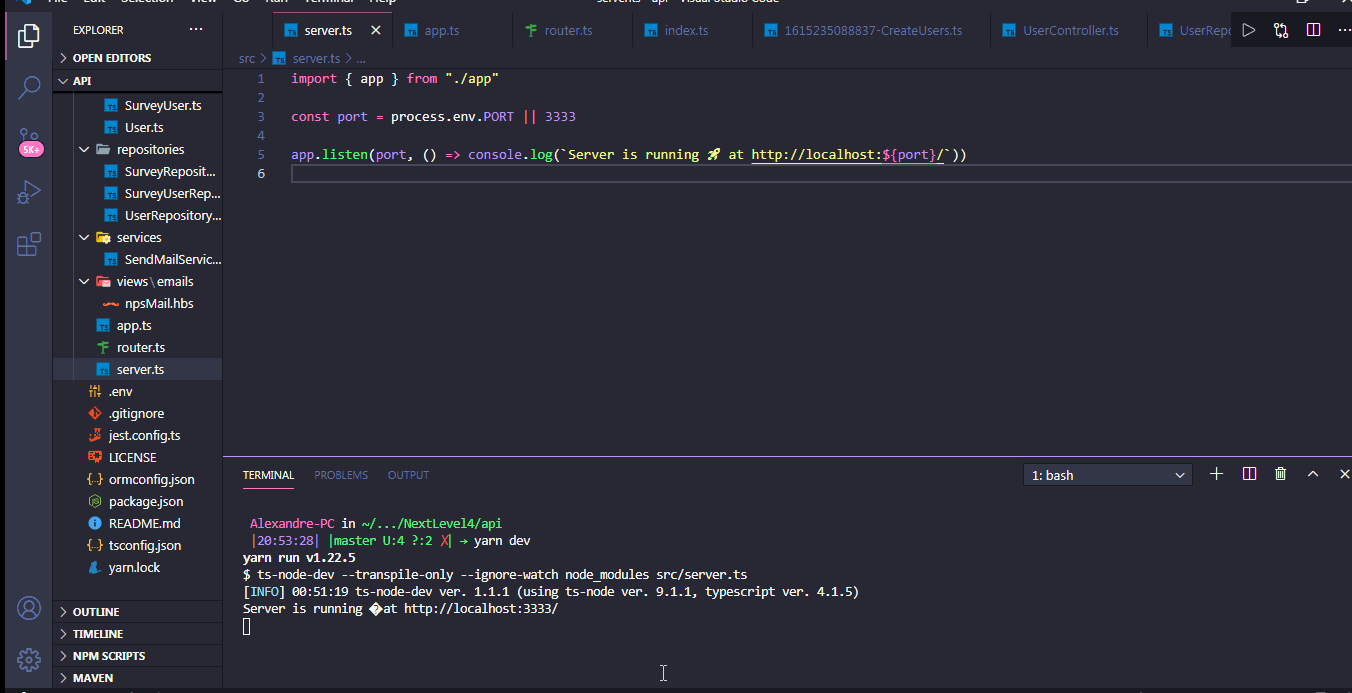 File Edit Selection View Go Run Terminal Help
server.ts - api - Visual Studio Code
EXPLORER
server.ts
app.ts
router.ts
index.ts
1615235088837-CreateUsers.ts
UserController.ts
UserRepo
OPEN EDITORS
API
SurveyUser.ts
User.ts
repositories
SurveyReposit...
SurveyUserRep...
UserRepository...
services
SendMailServic...
views\emails
npsMail.hbs
app.ts
router.ts
server.ts
.env
.gitignore
jest.config.ts
LICENSE
ormconfig.json
package.json
README.md
tsconfig.json
yarn.lock
OUTLINE
TIMELINE
NPM SCRIPTS
MAVEN
5K+
src > server.ts > ...
1 import { app } from "./app"
2
3 const port = process.env.PORT || 3333
4
5 app.listen(port, () => console.log(`Server is running 🚀 at http://localhost:${port}/`))
6
TERMINAL PROBLEMS OUTPUT
1: bash
Alexandre-PC in ~/.../NextLevel4/api
|20:53:28| |master U:4 ?:2 X| → yarn dev
yarn run v1.22.5
$ ts-node-dev --transpile-only --ignore-watch node_modules src/server.ts
[INFO] 00:51:19 ts-node-dev ver. 1.1.1 (using ts-node ver. 9.1.1, typescript ver. 4.1.5)
Server is running �at http://localhost:3333/